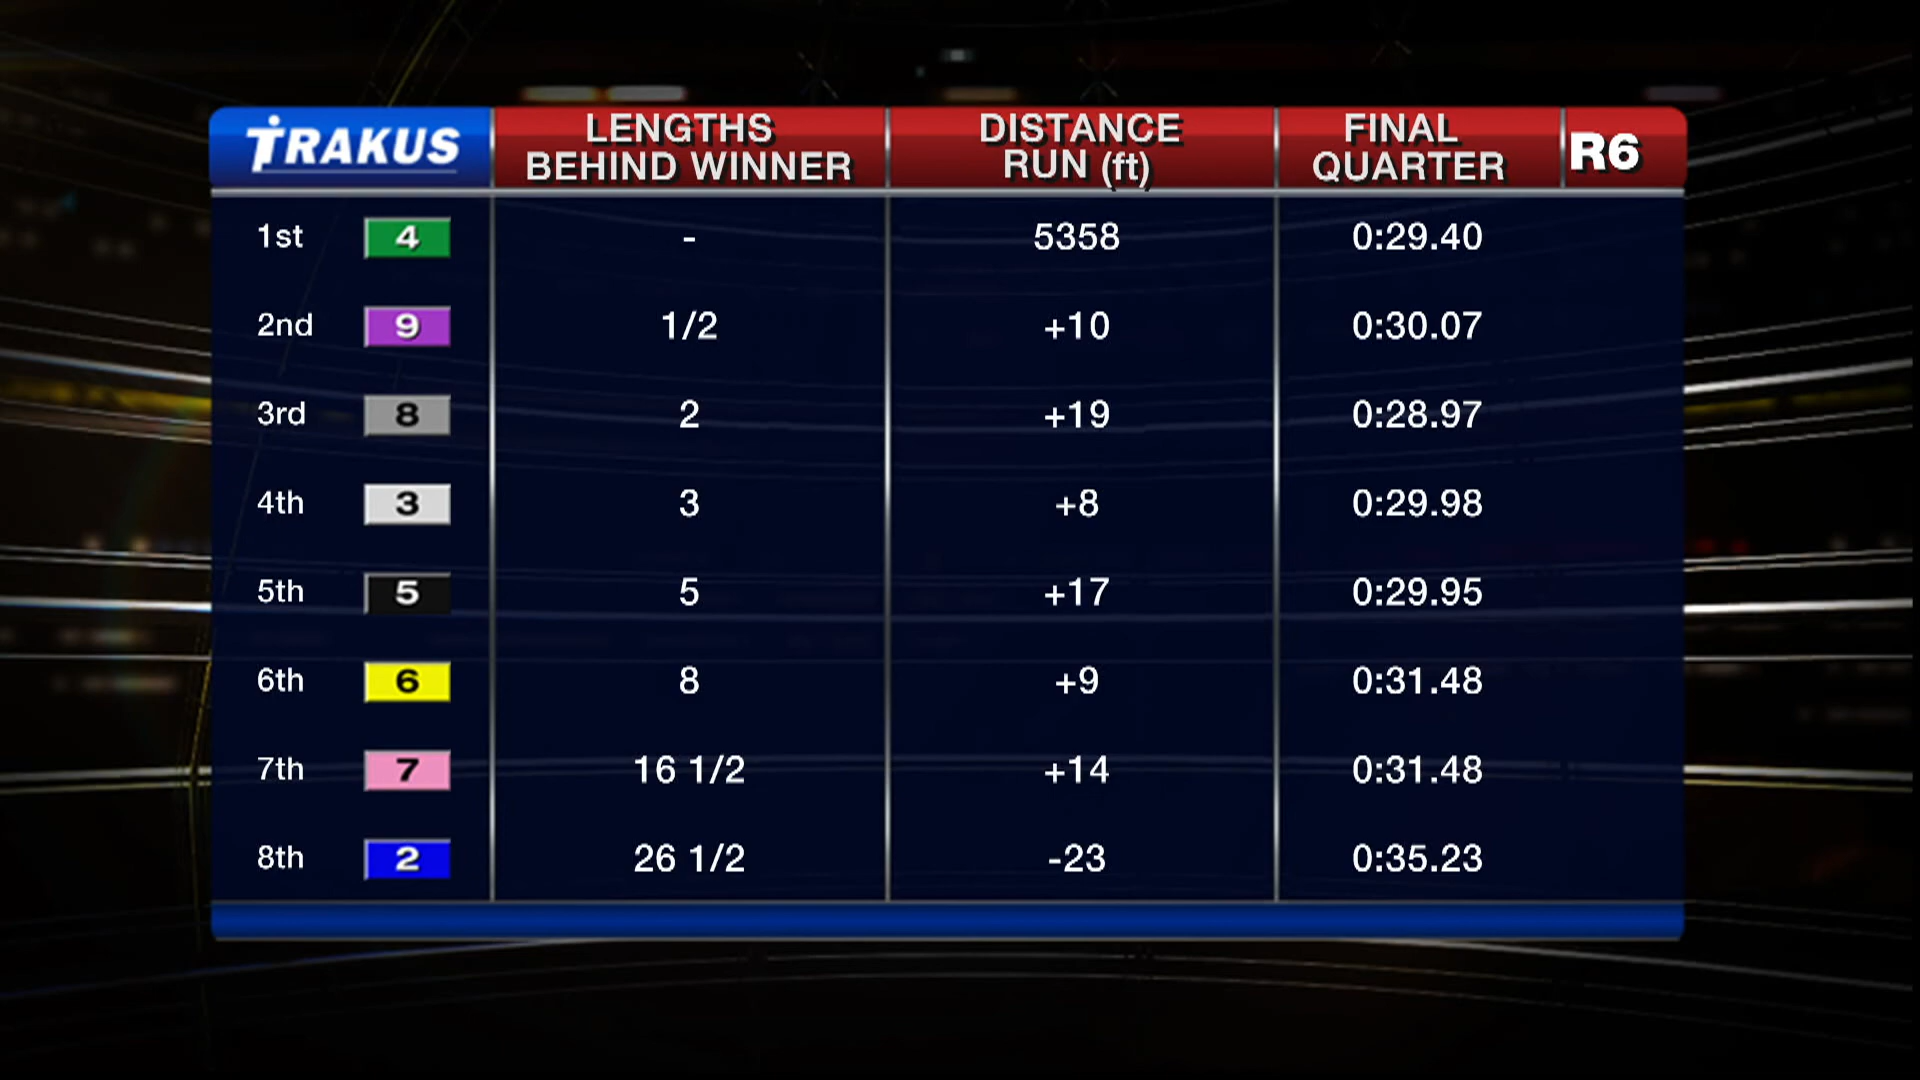 TRAKUS
LENGTHS
BEHIND WINNER
DISTANCE
RUN (ft)
FINAL
QUARTER
R6
1st 4 - 5358 0:29.40
2nd 9 1/2 +10 0:30.07
3rd 8 2 +19 0:28.97
4th 3 3 +8 0:29.98
5th 5 5 +17 0:29.95
6th 6 8 +9 0:31.48
7th 7 16 1/2 +14 0:31.48
8th 2 26 1/2 -23 0:35.23